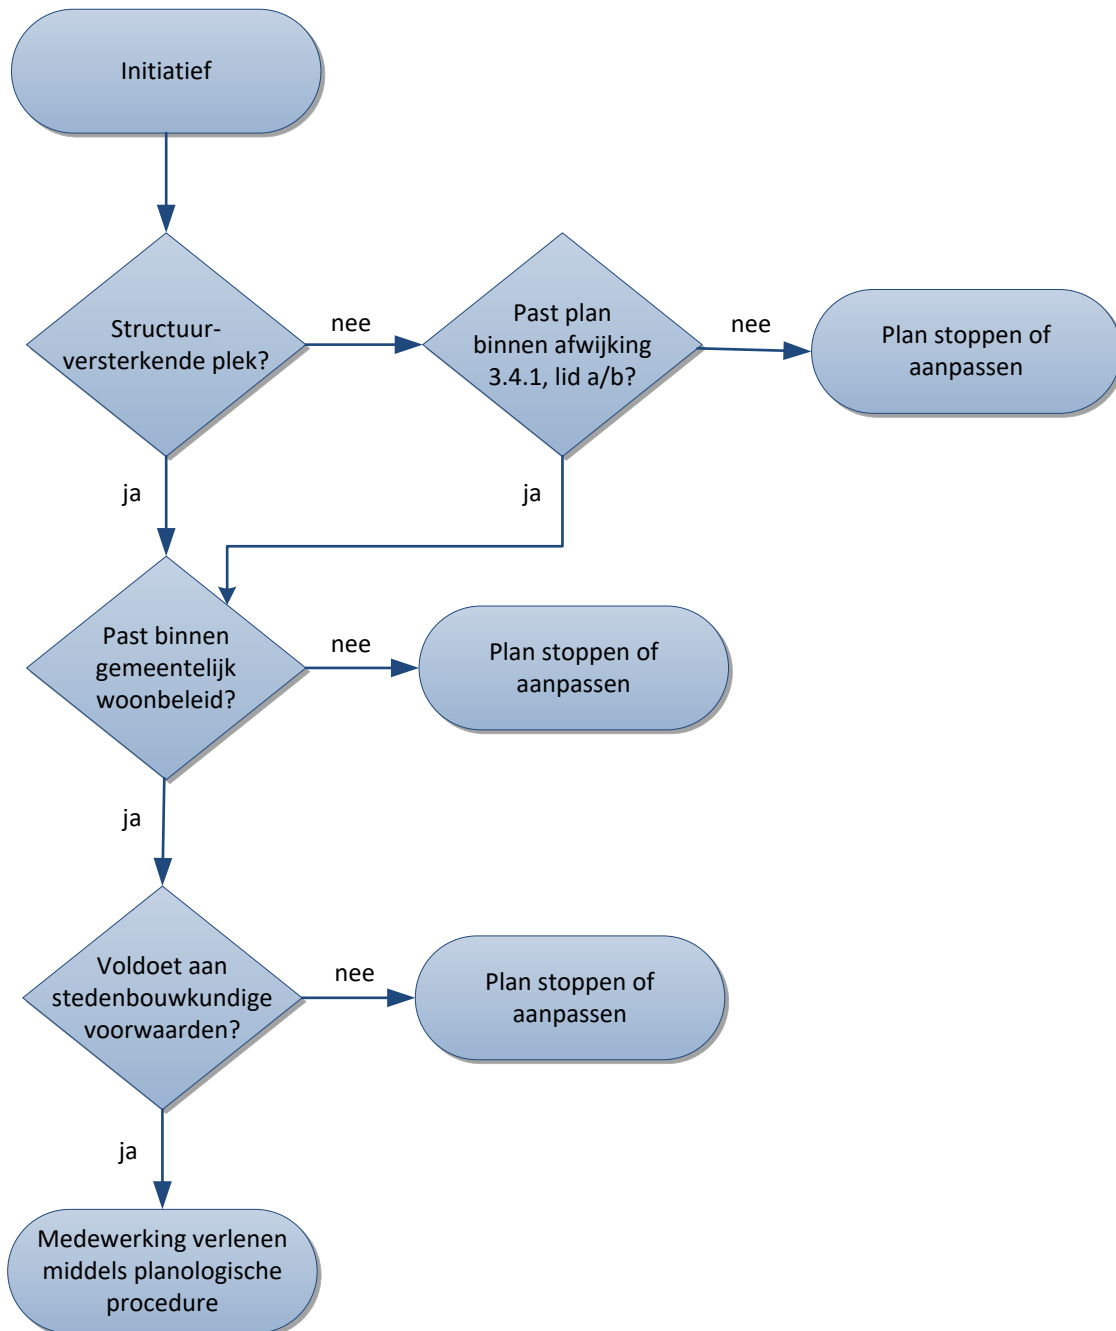 Initiatief
Structuur-
versterkende plek?
nee
Past plan
binnen afwijking
3.4.1, lid a/b?
nee
Plan stoppen of
aanpassen
ja
ja
Past binnen
gemeentelijk
woonbeleid?
nee
Plan stoppen of
aanpassen
ja
Voldoet aan
stedenbouwkundige
voorwaarden?
nee
Plan stoppen of
aanpassen
ja
Medewerking verlenen
middels planologische
procedure